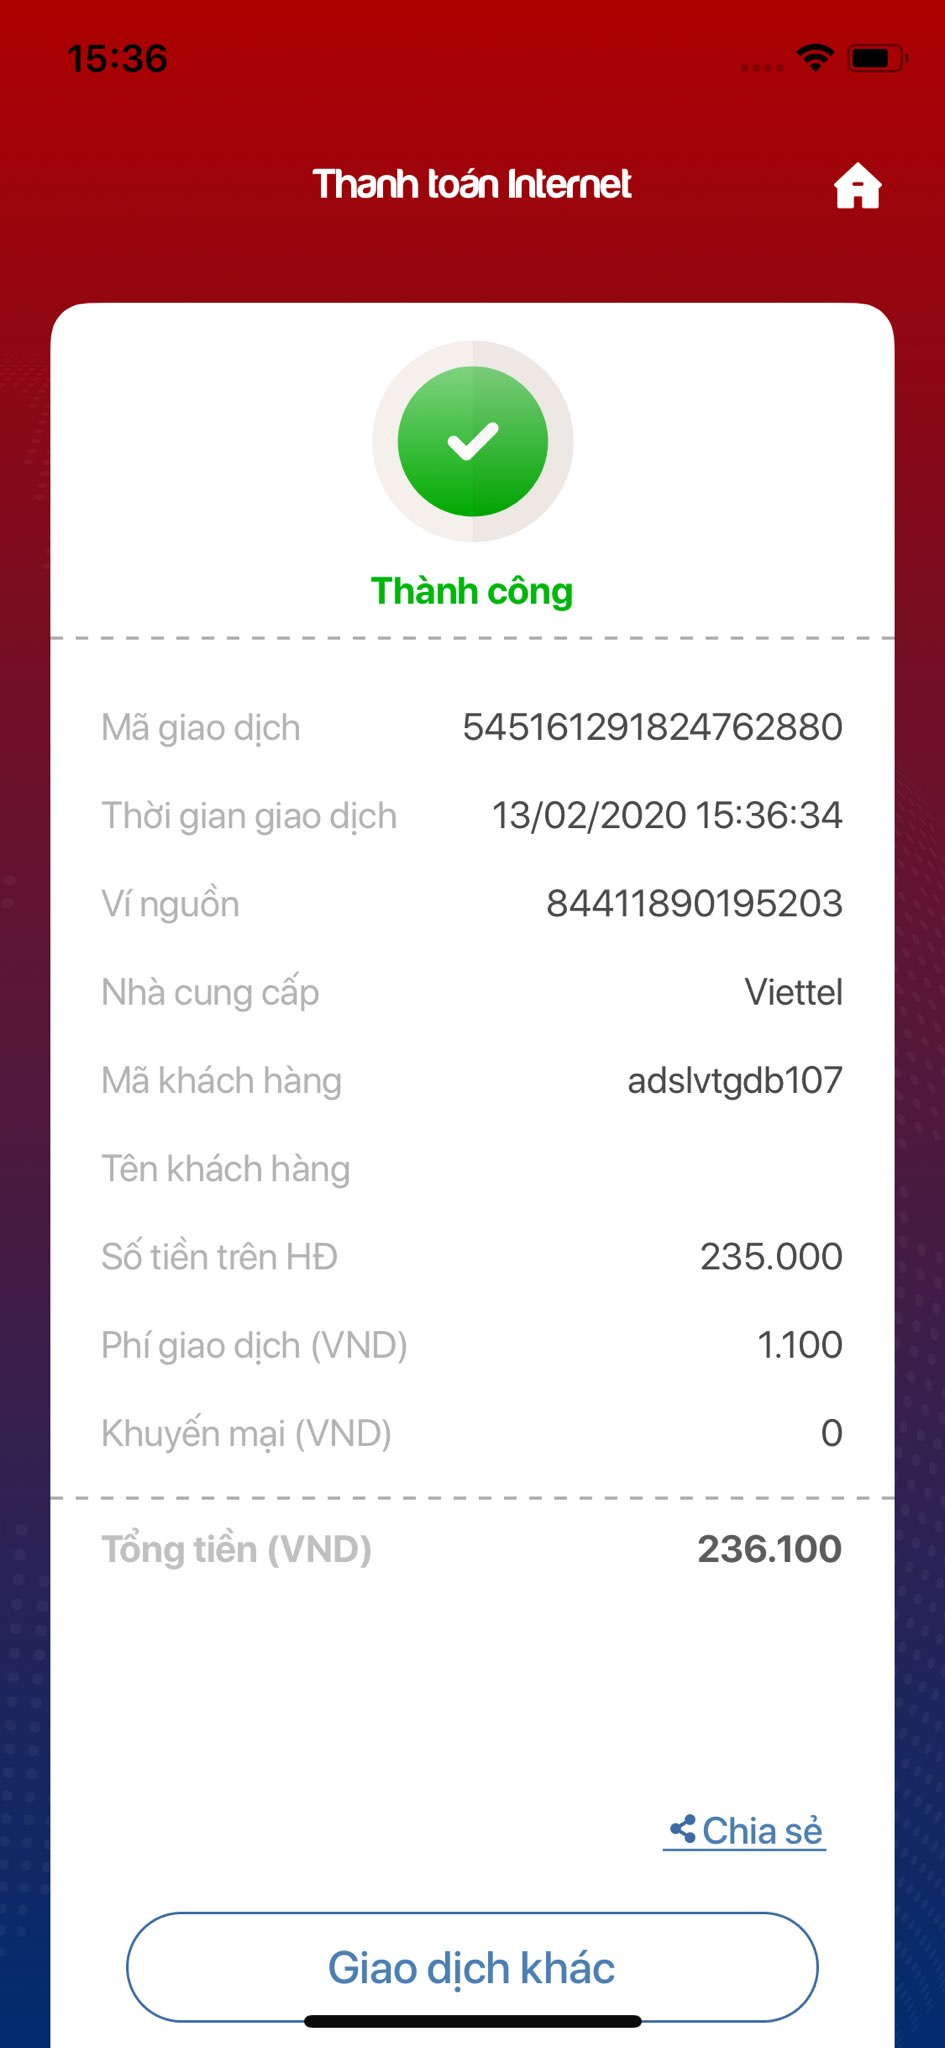 15:36
Thanh toán Internet
Thành công
Mã giao dịch 545161291824762880
Thời gian giao dịch 13/02/2020 15:36:34
Ví nguồn 84411890195203
Nhà cung cấp Viettel
Mã khách hàng adslvtgdb107
Tên khách hàng
Số tiền trên HĐ 235.000
Phí giao dịch (VND) 1.100
Khuyến mại (VND) 0
Tổng tiền (VND) 236.100
Chia sẻ
Giao dịch khác